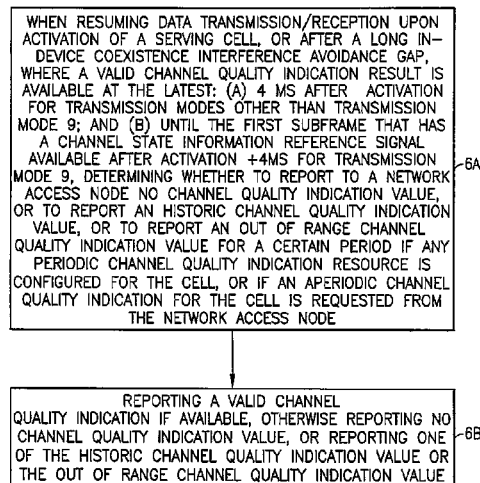 WHEN RESUMING DATA TRANSMISSION/RECEPTION UPON
ACTIVATION OF A SERVING CELL, OR AFTER A LONG IN-
DEVICE COEXISTENCE INTERFERENCE AVOIDANCE GAP,
WHERE A VALID CHANNEL QUALITY INDICATION RESULT IS
AVAILABLE AT THE LATEST: (A) 4 MS AFTER ACTIVATION
FOR TRANSMISSION MODES OTHER THAN TRANSMISSION
MODE 9; AND (B) UNTIL THE FIRST SUBFRAME THAT HAS
A CHANNEL STATE INFORMATION REFERENCE SIGNAL
AVAILABLE AFTER ACTIVATION +4MS FOR TRANSMISSION
MODE 9, DETERMINING WHETHER TO REPORT TO A NETWORK
ACCESS NODE NO CHANNEL QUALITY INDICATION VALUE,
OR TO REPORT AN HISTORIC CHANNEL QUALITY INDICATION
VALUE, OR TO REPORT AN OUT OF RANGE CHANNEL
QUALITY INDICATION VALUE FOR A CERTAIN PERIOD IF ANY
PERIODIC CHANNEL QUALITY INDICATION RESOURCE IS
CONFIGURED FOR THE CELL, OR IF AN APERIODIC CHANNEL
QUALITY INDICATION FOR THE CELL IS REQUESTED FROM
THE NETWORK ACCESS NODE
6A
REPORTING A VALID CHANNEL
QUALITY INDICATION IF AVAILABLE, OTHERWISE REPORTING NO
CHANNEL QUALITY INDICATION VALUE, OR REPORTING ONE
OF THE HISTORIC CHANNEL QUALITY INDICATION VALUE OR
THE OUT OF RANGE CHANNEL QUALITY INDICATION VALUE
6B